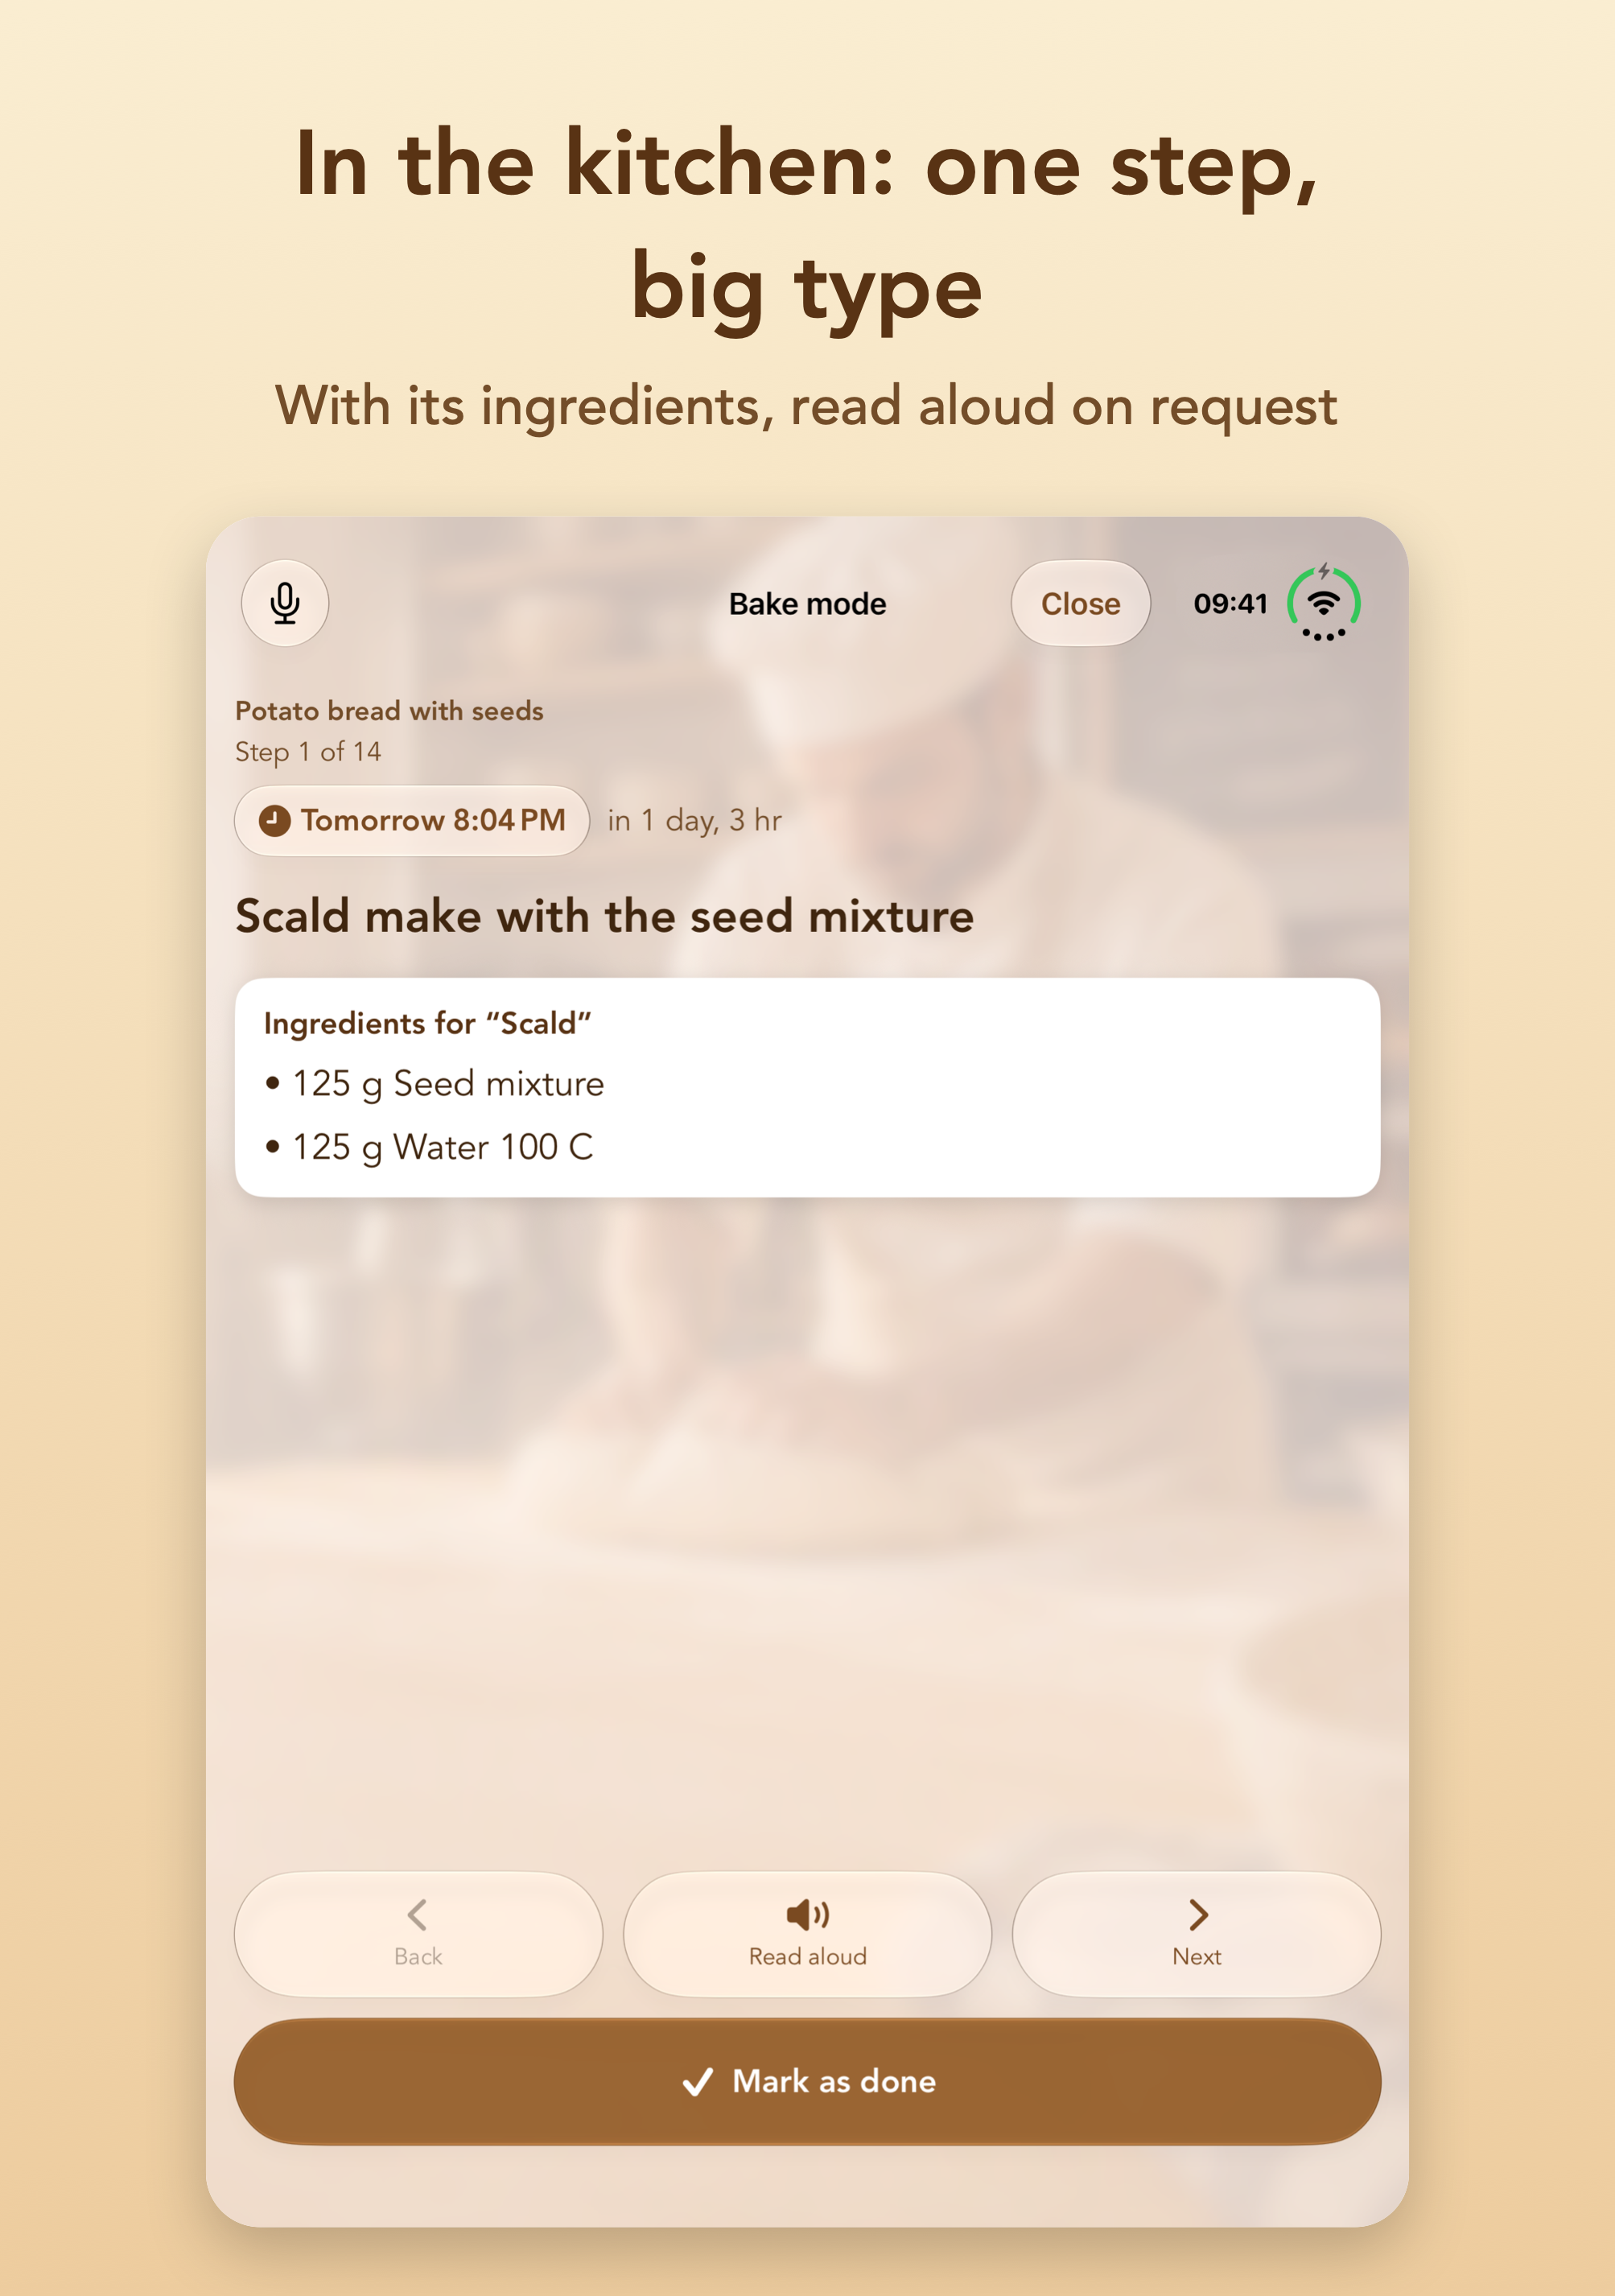 In the kitchen: one step,
big type
With its ingredients, read aloud on request
Bake mode
Close
09:41
Potato bread with seeds
Step 1 of 14
Tomorrow 8:04 PM
in 1 day, 3 hr
Scald make with the seed mixture
Ingredients for “Scald”
• 125 g Seed mixture
• 125 g Water 100 C
Back
Read aloud
Next
Mark as done